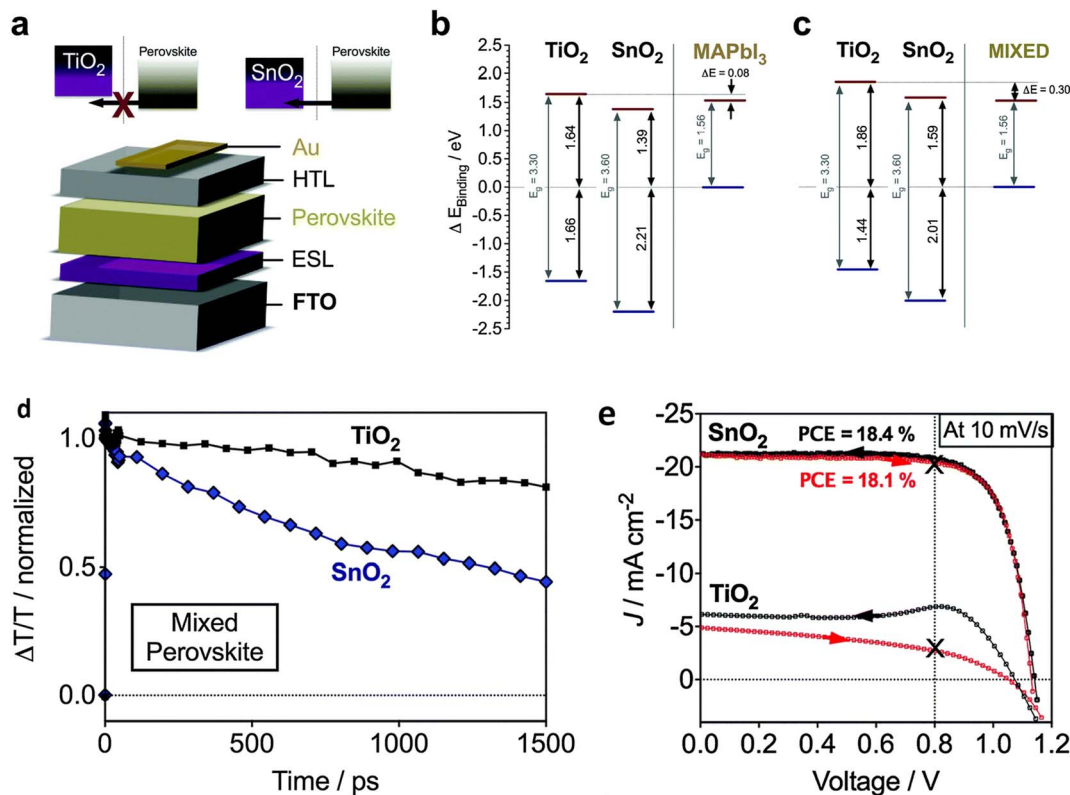 a
TiO2
Perovskite
SnO2
Perovskite
X
Au
HTL
Perovskite
ESL
FTO
b
TiO2 SnO2 MAPbI3
ΔE = 0.08
Δ EBinding / eV
2.5
2.0
1.5
1.0
0.5
0.0
-0.5
-1.0
-1.5
-2.0
-2.5
Eg = 3.30
1.64
1.66
Eg = 3.60
1.39
2.21
Eg = 1.56
c
TiO2 SnO2 MIXED
ΔE = 0.30
Eg = 3.30
1.86
1.44
Eg = 3.60
1.59
2.01
Eg = 1.56
d
ΔT/T / normalized
1.0
0.5
0.0
TiO2
SnO2
Mixed
Perovskite
0 500 1000 1500
Time / ps
e
J / mA cm-2
-25
-20
-15
-10
-5
0
At 10 mV/s
SnO2
PCE = 18.4 %
PCE = 18.1 %
X
TiO2
X
0.0 0.2 0.4 0.6 0.8 1.0 1.2
Voltage / V